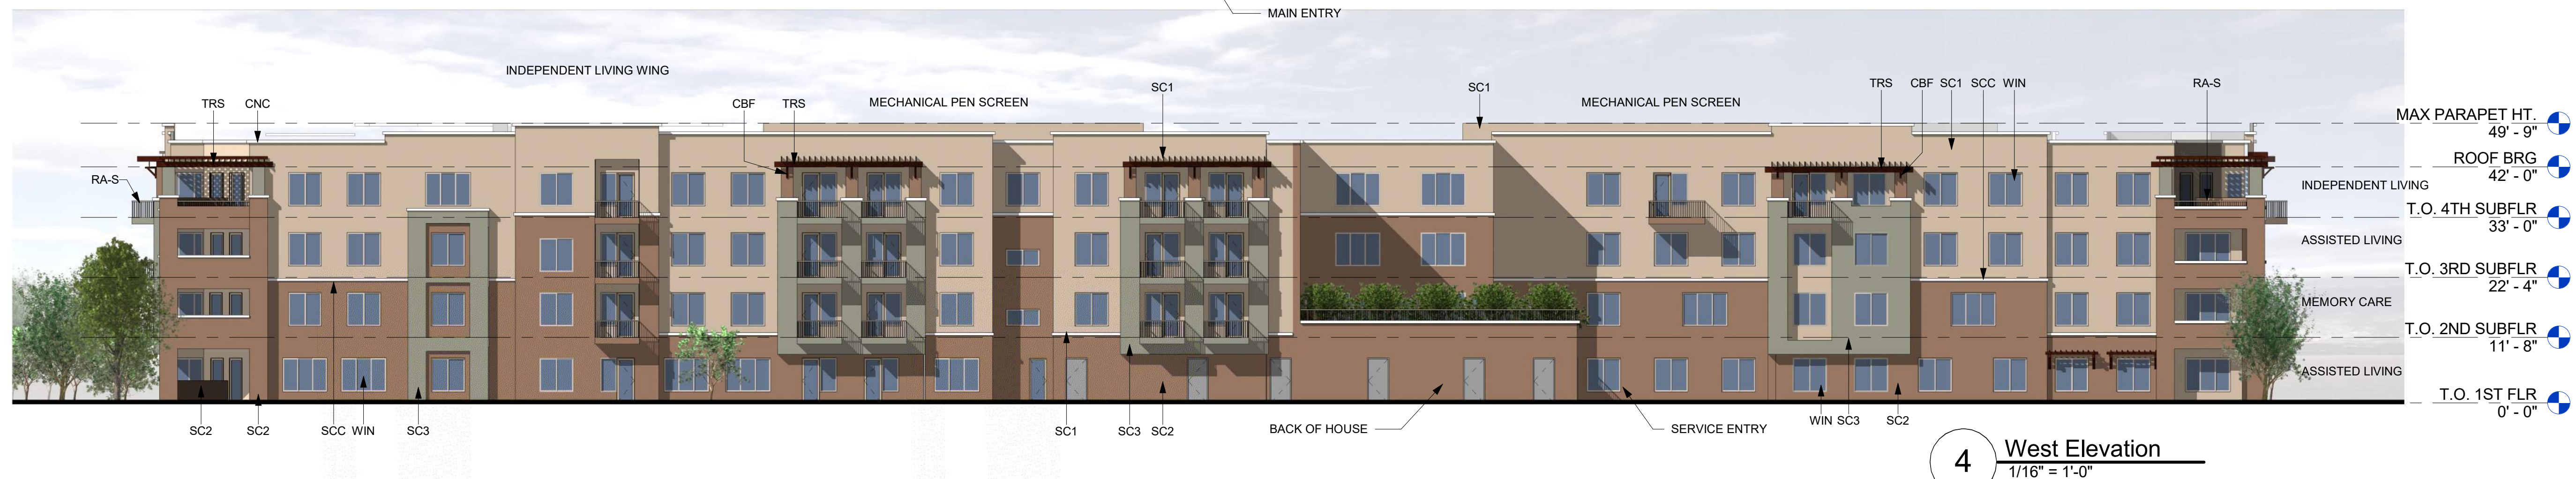 MAIN ENTRY
INDEPENDENT LIVING WING
TRS CNC
CBF TRS
MECHANICAL PEN SCREEN
SC1
SC1
MECHANICAL PEN SCREEN
TRS CBF SC1 SCC WIN
RA-S
RA-S
MAX PARAPET HT.
49' - 9"
ROOF BRG
42' - 0"
INDEPENDENT LIVING
T.O. 4TH SUBFLR
33' - 0"
ASSISTED LIVING
T.O. 3RD SUBFLR
22' - 4"
MEMORY CARE
T.O. 2ND SUBFLR
11' - 8"
ASSISTED LIVING
T.O. 1ST FLR
0' - 0"
SC2 SC2 SCC WIN SC3
SC1 SC3 SC2
BACK OF HOUSE
SERVICE ENTRY
WIN SC3 SC2
4 West Elevation
1/16" = 1'-0"